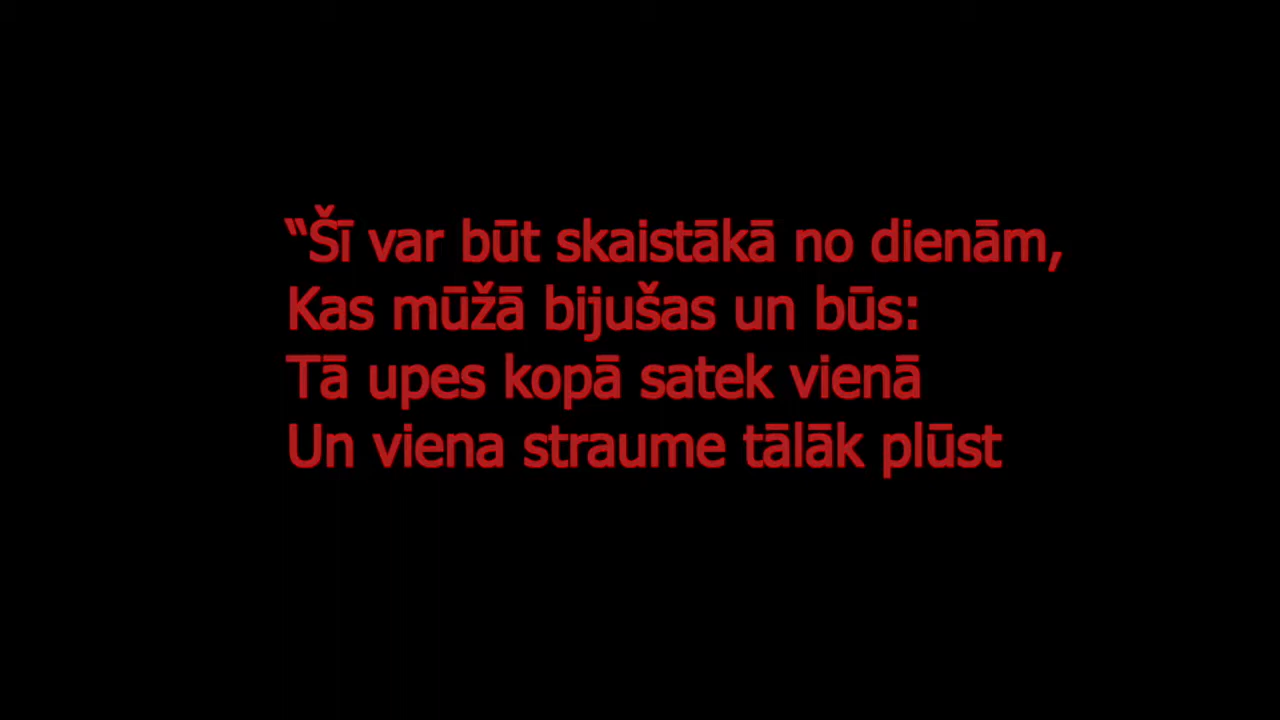 “Šī var būt skaistākā no dienām,
Kas mūžā bijušas un būs:
Tā upes kopā satek vienā
Un viena straume tālāk plūst